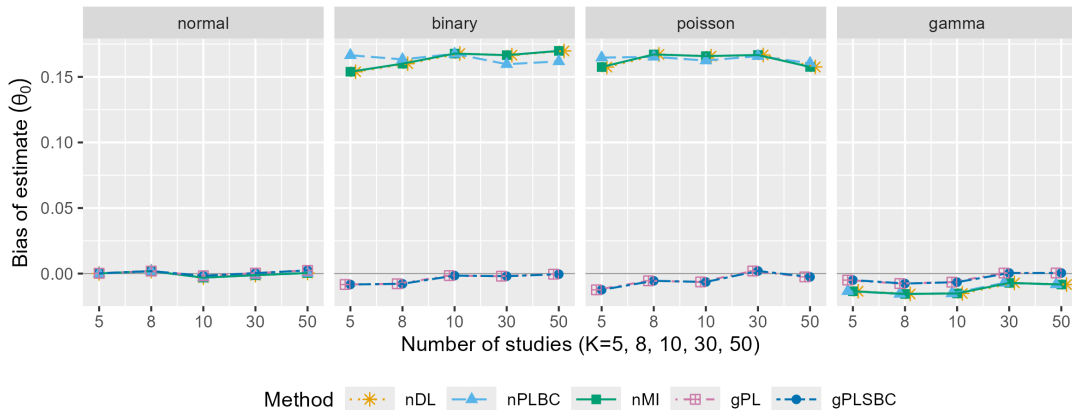 normal binary poisson gamma
Bias of estimate (θ₀)
0.15
0.10
0.05
0.00
5 8 10 30 50 5 8 10 30 50 5 8 10 30 50 5 8 10 30 50
Number of studies (K=5, 8, 10, 30, 50)
Method nDL nPLBC nMI gPL gPLSBC